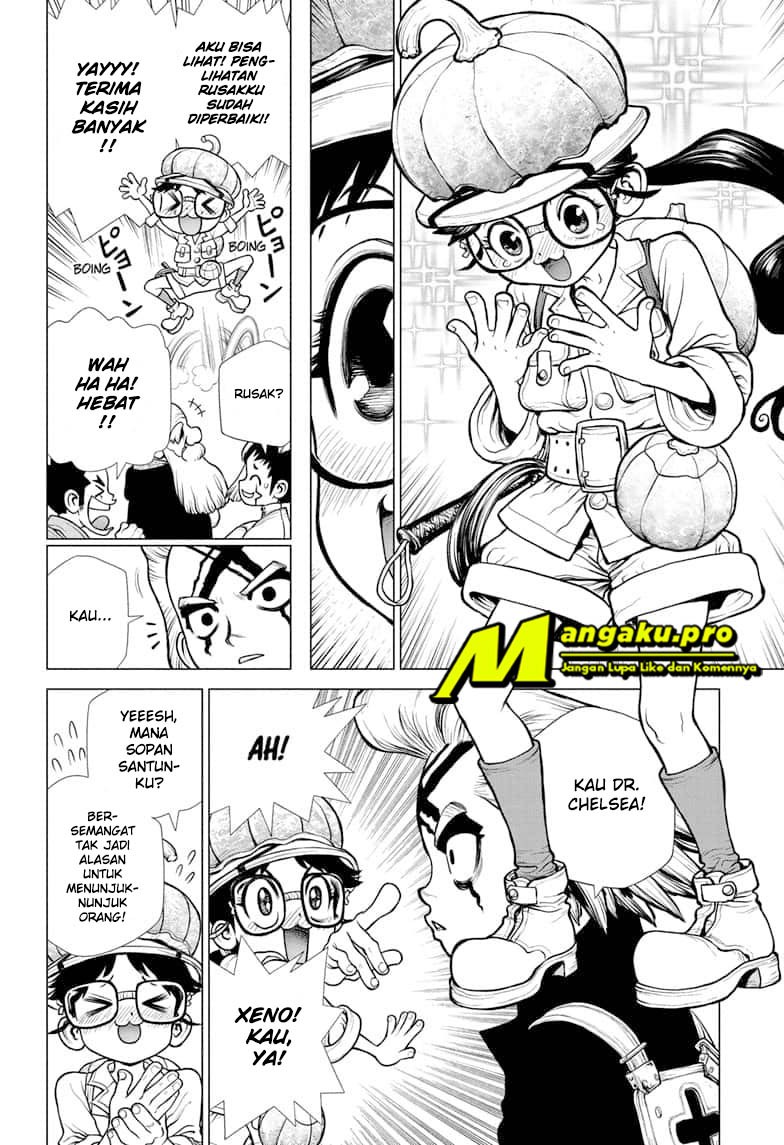 AKU BISA
LIHAT! PENG-
LIHATAN
RUSAKKU
SUDAH
DIPERBAIKI!
YAYYY!
TERIMA
KASIH
BANYAK
!!
ピョーン
BOING
BOING
ピョーン
WAH
HA HA!
HEBAT
!!
RUSAK?
KAU...
Mangaku.pro
Jangan Lupa Like dan Komennya
KAU DR.
CHELSEA!
AH!
XENO!
KAU,
YA!
YEEESH,
MANA
SOPAN
SANTUN-
KU?
BER-
SEMANGAT
TAK JADI
ALASAN
UNTUK
MENUNJUK-
NUNJUK
ORANG!